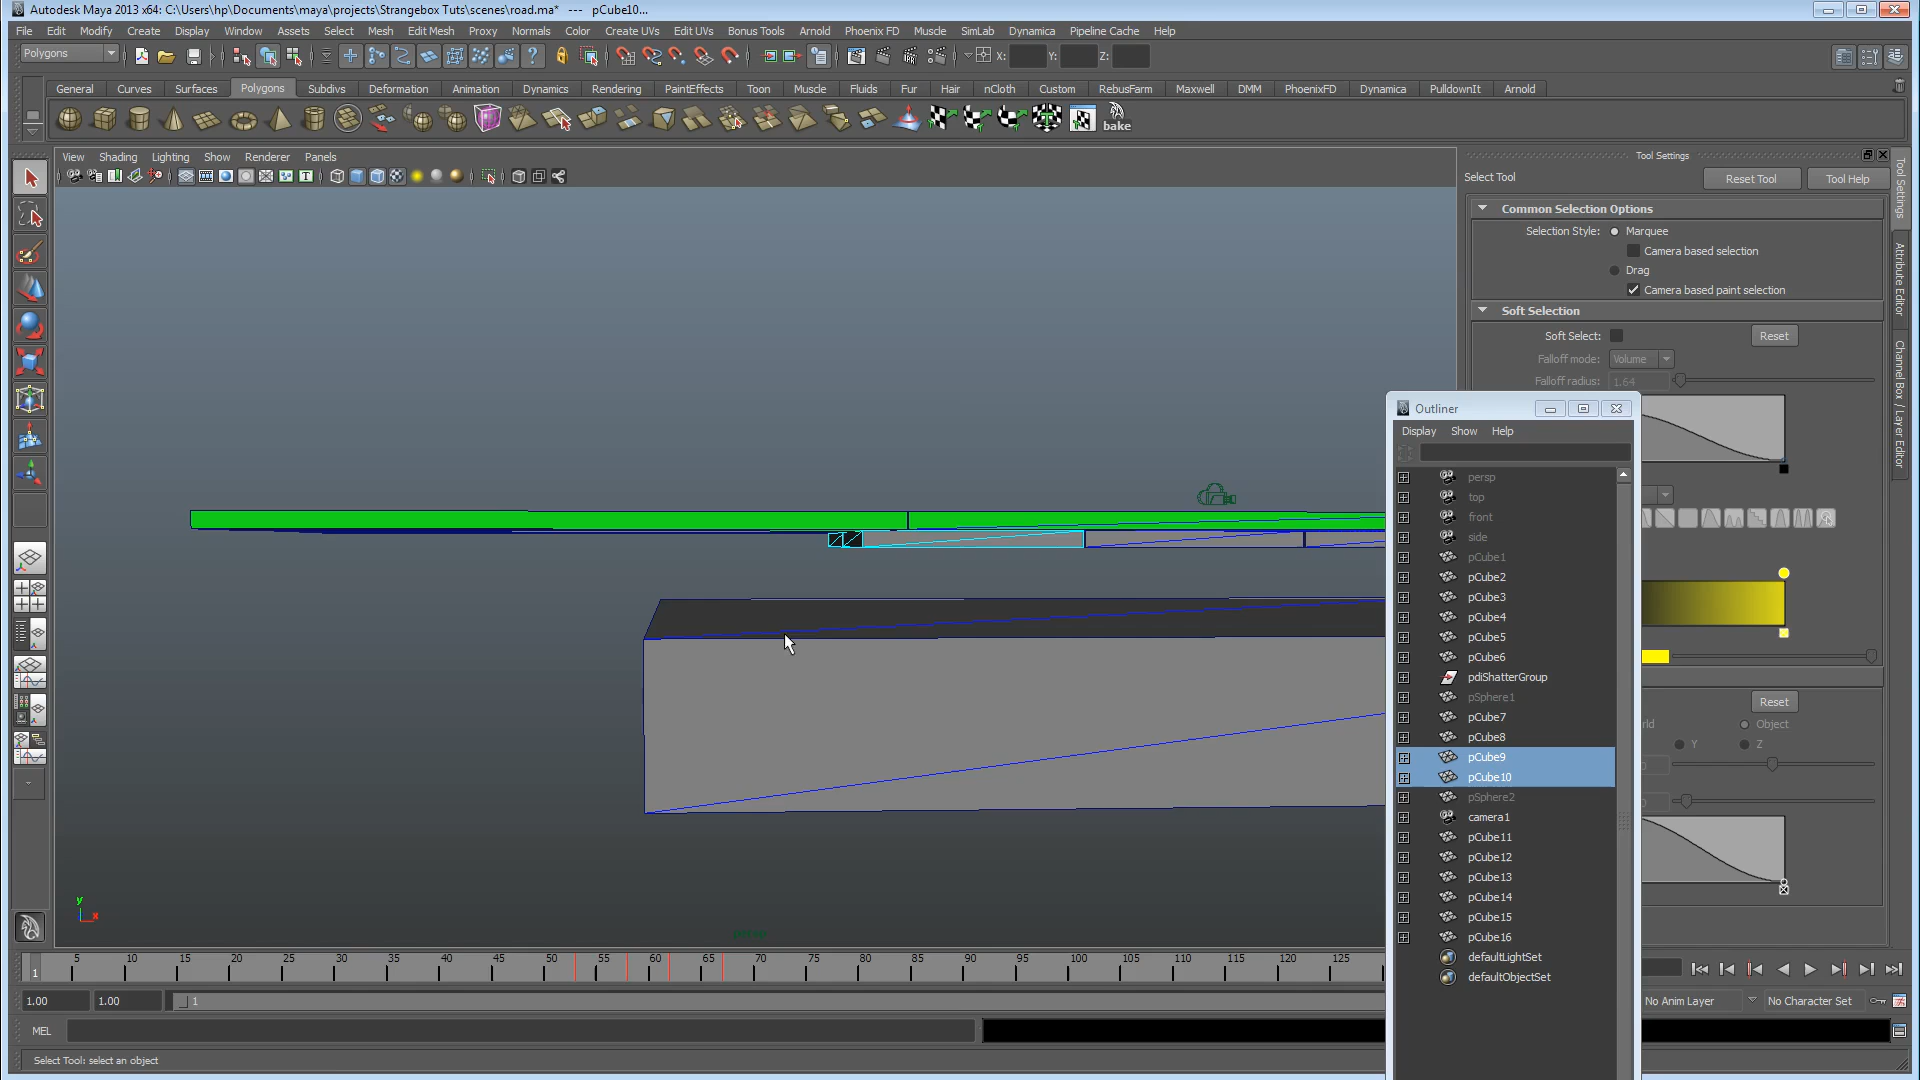 Autodesk Maya 2013 x64: C:\Users\hp\Documents\maya\projects\Strangebox Tuts\scenes\road.ma*   ---   pCube10...
File Edit Modify Create Display Window Assets Select Mesh Edit Mesh Proxy Normals Color Create UVs Edit UVs Bonus Tools Arnold Phoenix FD Muscle SimLab Dynamica Pipeline Cache Help
Polygons X: Y: Z:
General Curves Surfaces Polygons Subdivs Deformation Animation Dynamics Rendering PaintEffects Toon Muscle Fluids Fur Hair nCloth Custom RebusFarm Maxwell DMM PhoenixFD Dynamica PulldownIt Arnold
bake
View Shading Lighting Show Renderer Panels
Tool Settings
Select Tool Reset Tool Tool Help
Common Selection Options
Selection Style: Marquee
Camera based selection
Drag
Camera based paint selection
Soft Selection
Soft Select: Reset
Falloff mode: Volume
Falloff radius: 1.64
Tool Settings
Attribute Editor
Channel Box / Layer Editor
Outliner
Display Show Help
persp
top
front
side
pCube1
pCube2
pCube3
pCube4
pCube5
pCube6
pdiShatterGroup
pSphere1
pCube7
pCube8
pCube9
pCube10
pSphere2
camera1
pCube11
pCube12
pCube13
pCube14
pCube15
pCube16
defaultLightSet
defaultObjectSet
Reset
Object
Y Z
y
x
persp
1 5 10 15 20 25 30 35 40 45 50 55 60 65 70 75 80 85 90 95 100 105 110 115 120 125
1.00 1.00 1 No Anim Layer No Character Set
MEL
Select Tool: select an object